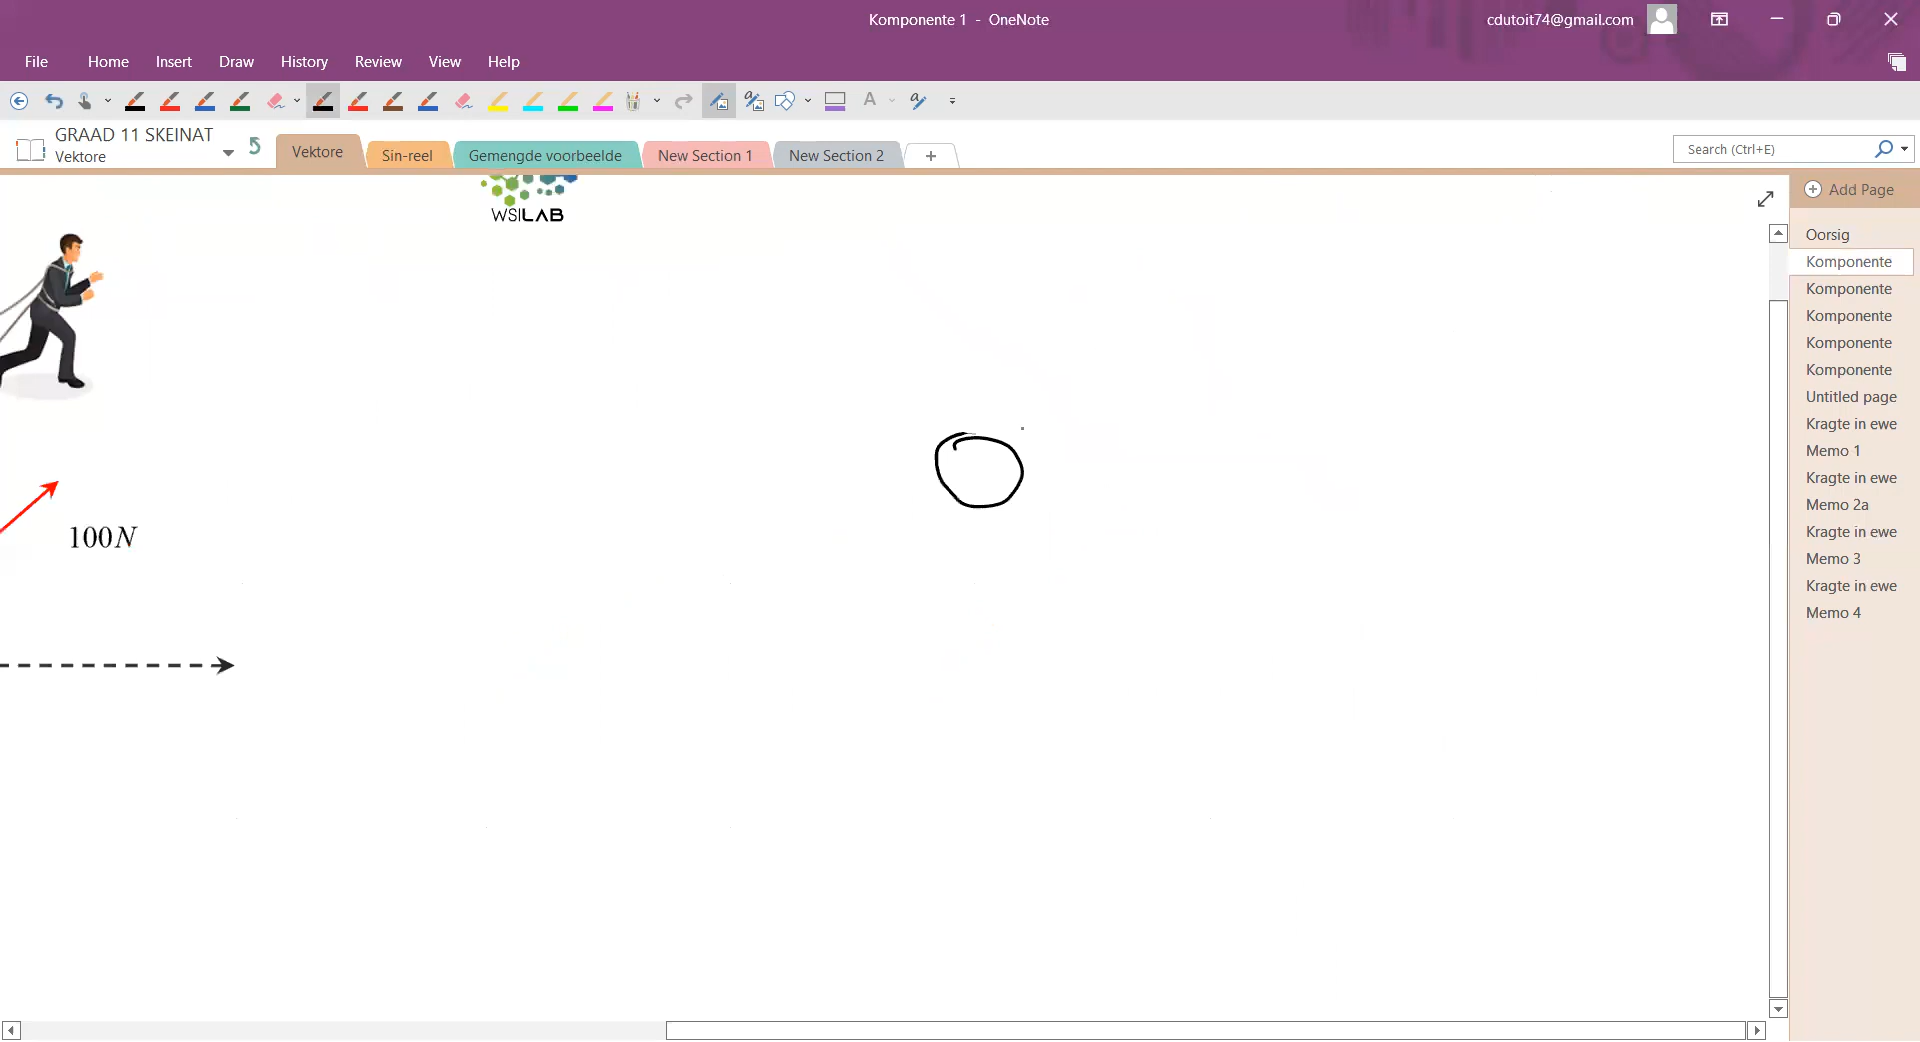 Komponente 1 - OneNote
cdutoit74@gmail.com
File Home Insert Draw History Review View Help
GRAAD 11 SKEINAT
Vektore
Vektore
Sin-reel
Gemengde voorbeelde
New Section 1
New Section 2
Search (Ctrl+E)
Add Page
WSILAB
100N
Oorsig
Komponente
Komponente
Komponente
Komponente
Komponente
Untitled page
Kragte in ewe
Memo 1
Kragte in ewe
Memo 2a
Kragte in ewe
Memo 3
Kragte in ewe
Memo 4